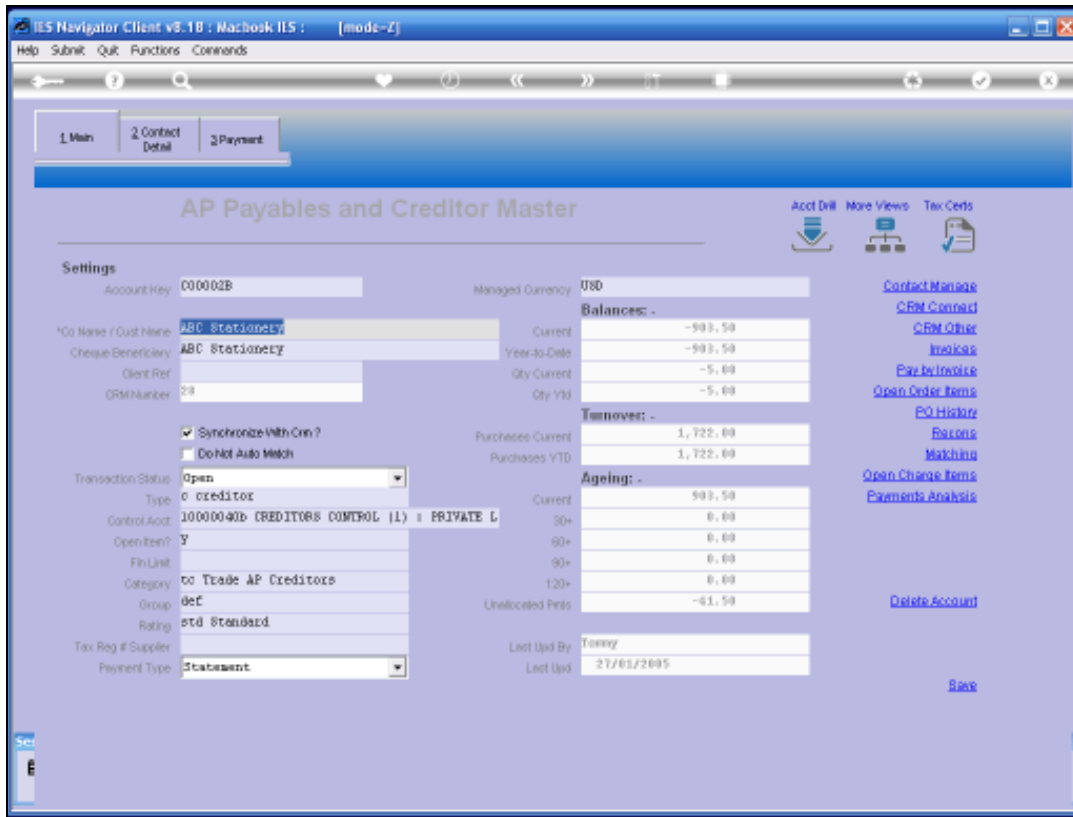 IES Navigator Client v8.18 : Macbook IES : [mode=Z]
Help Submit Quit Functions Commands
1 Main
2 Contact Detail
3 Payment
AP Payables and Creditor Master
Acct Drill More Views Tax Certs
Settings
Account Key C00002B
Managed Currency USD
Contact Manage
Balances: -
CRM Connect
*Co Name / Cust Name ABC Stationery
Current -903.50
CRM Other
Cheque Beneficiary ABC Stationery
Year-to-Date -903.50
Invoices
Client Ref
Qty Current -5.00
Pay by Invoice
CRM Number 28
Qty Ytd -5.00
Open Order Items
Turnover: -
PO History
Synchronize With Crm ?
Purchases Current 1,722.00
Recons
Do Not Auto Match
Purchases YTD 1,722.00
Matching
Transaction Status Open
Ageing: -
Open Charge Items
Type c creditor
Current 903.50
Payments Analysis
Control Acct 10000040b CREDITORS CONTROL (1) : PRIVATE L
30+ 0.00
Open Item? y
60+ 0.00
Fin Limit
90+ 0.00
Category tc Trade AP Creditors
120+ 0.00
Group def
Unallocated Pmts -61.50
Delete Account
Rating std Standard
Tax Reg # Supplier
Last Upd By Tommy
Payment Type Statement
Last Upd 27/01/2005
Save